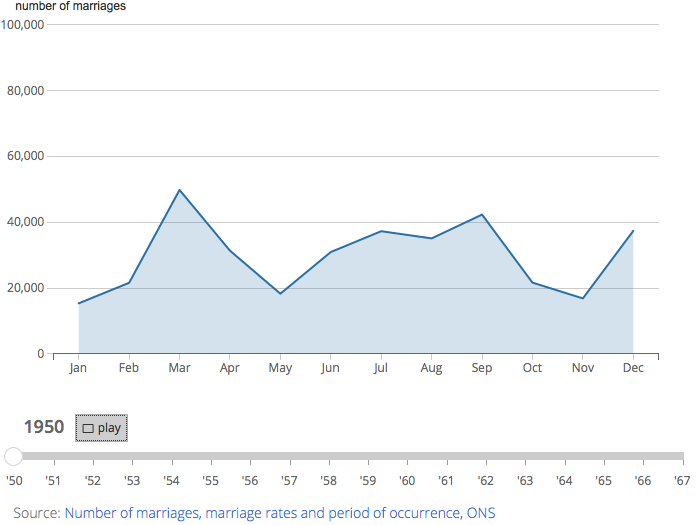 number of marriages
100,000
80,000
60,000
40,000
20,000
0
Jan Feb Mar Apr May Jun Jul Aug Sep Oct Nov Dec
1950 play
'50 '51 '52 '53 '54 '55 '56 '57 '58 '59 '60 '61 '62 '63 '64 '65 '66 '67
Source: Number of marriages, marriage rates and period of occurrence, ONS